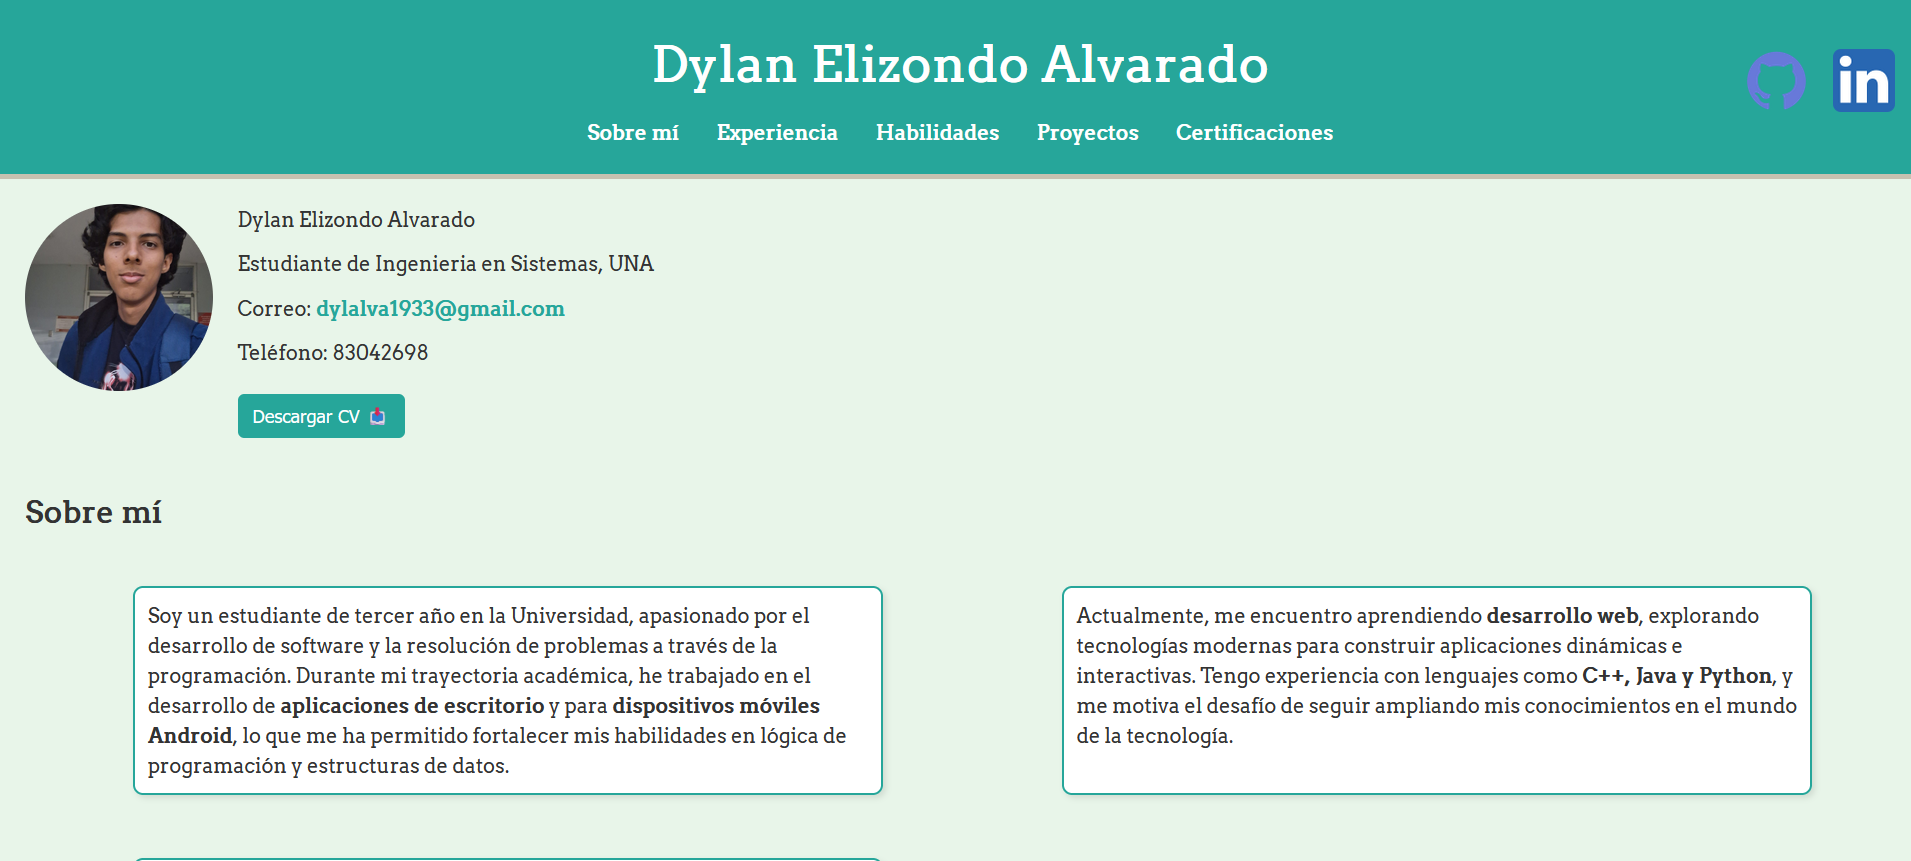 Dylan Elizondo Alvarado
in
Sobre mí Experiencia Habilidades Proyectos Certificaciones
Dylan Elizondo Alvarado
Estudiante de Ingenieria en Sistemas, UNA
Correo: dylalva1933@gmail.com
Teléfono: 83042698
Descargar CV
Sobre mí
Soy un estudiante de tercer año en la Universidad, apasionado por el
desarrollo de software y la resolución de problemas a través de la
programación. Durante mi trayectoria académica, he trabajado en el
desarrollo de aplicaciones de escritorio y para dispositivos móviles
Android, lo que me ha permitido fortalecer mis habilidades en lógica de
programación y estructuras de datos.
Actualmente, me encuentro aprendiendo desarrollo web, explorando
tecnologías modernas para construir aplicaciones dinámicas e
interactivas. Tengo experiencia con lenguajes como C++, Java y Python, y
me motiva el desafío de seguir ampliando mis conocimientos en el mundo
de la tecnología.